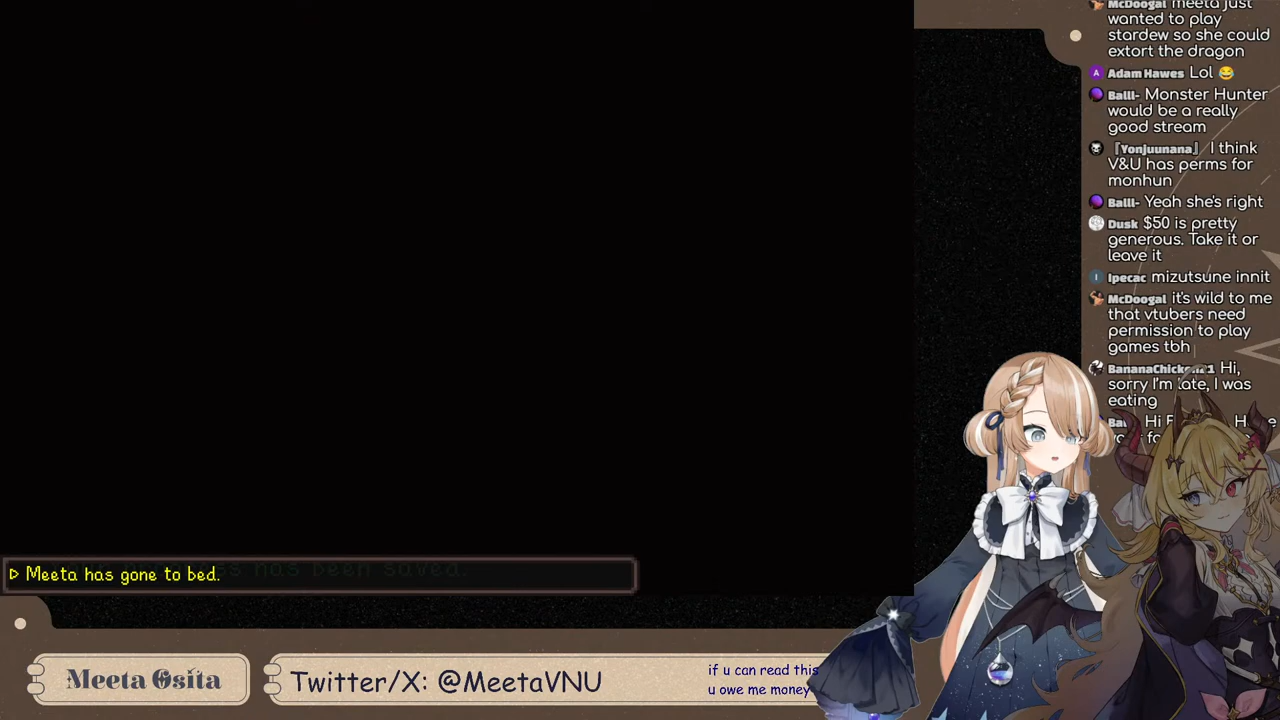 McDoogal meeta just
wanted to play
stardew so she could
extort the dragon
A Adam Hawes Lol 😂
Balll- Monster Hunter
would be a really
good stream
『Yonjuunana』 I think
V&U has perms for
monhun
Balll- Yeah she's right
Dusk $50 is pretty
generous. Take it or
leave it
I Ipecac mizutsune innit
McDoogal it's wild to me
that vtubers need
permission to play
games tbh
Hi,
sorry I'm late, I was
eating
Hi
Meeta has gone to bed.
has been saved.
Meeta Osita
Twitter/X: @MeetaVNU
if u can read this
u owe me money